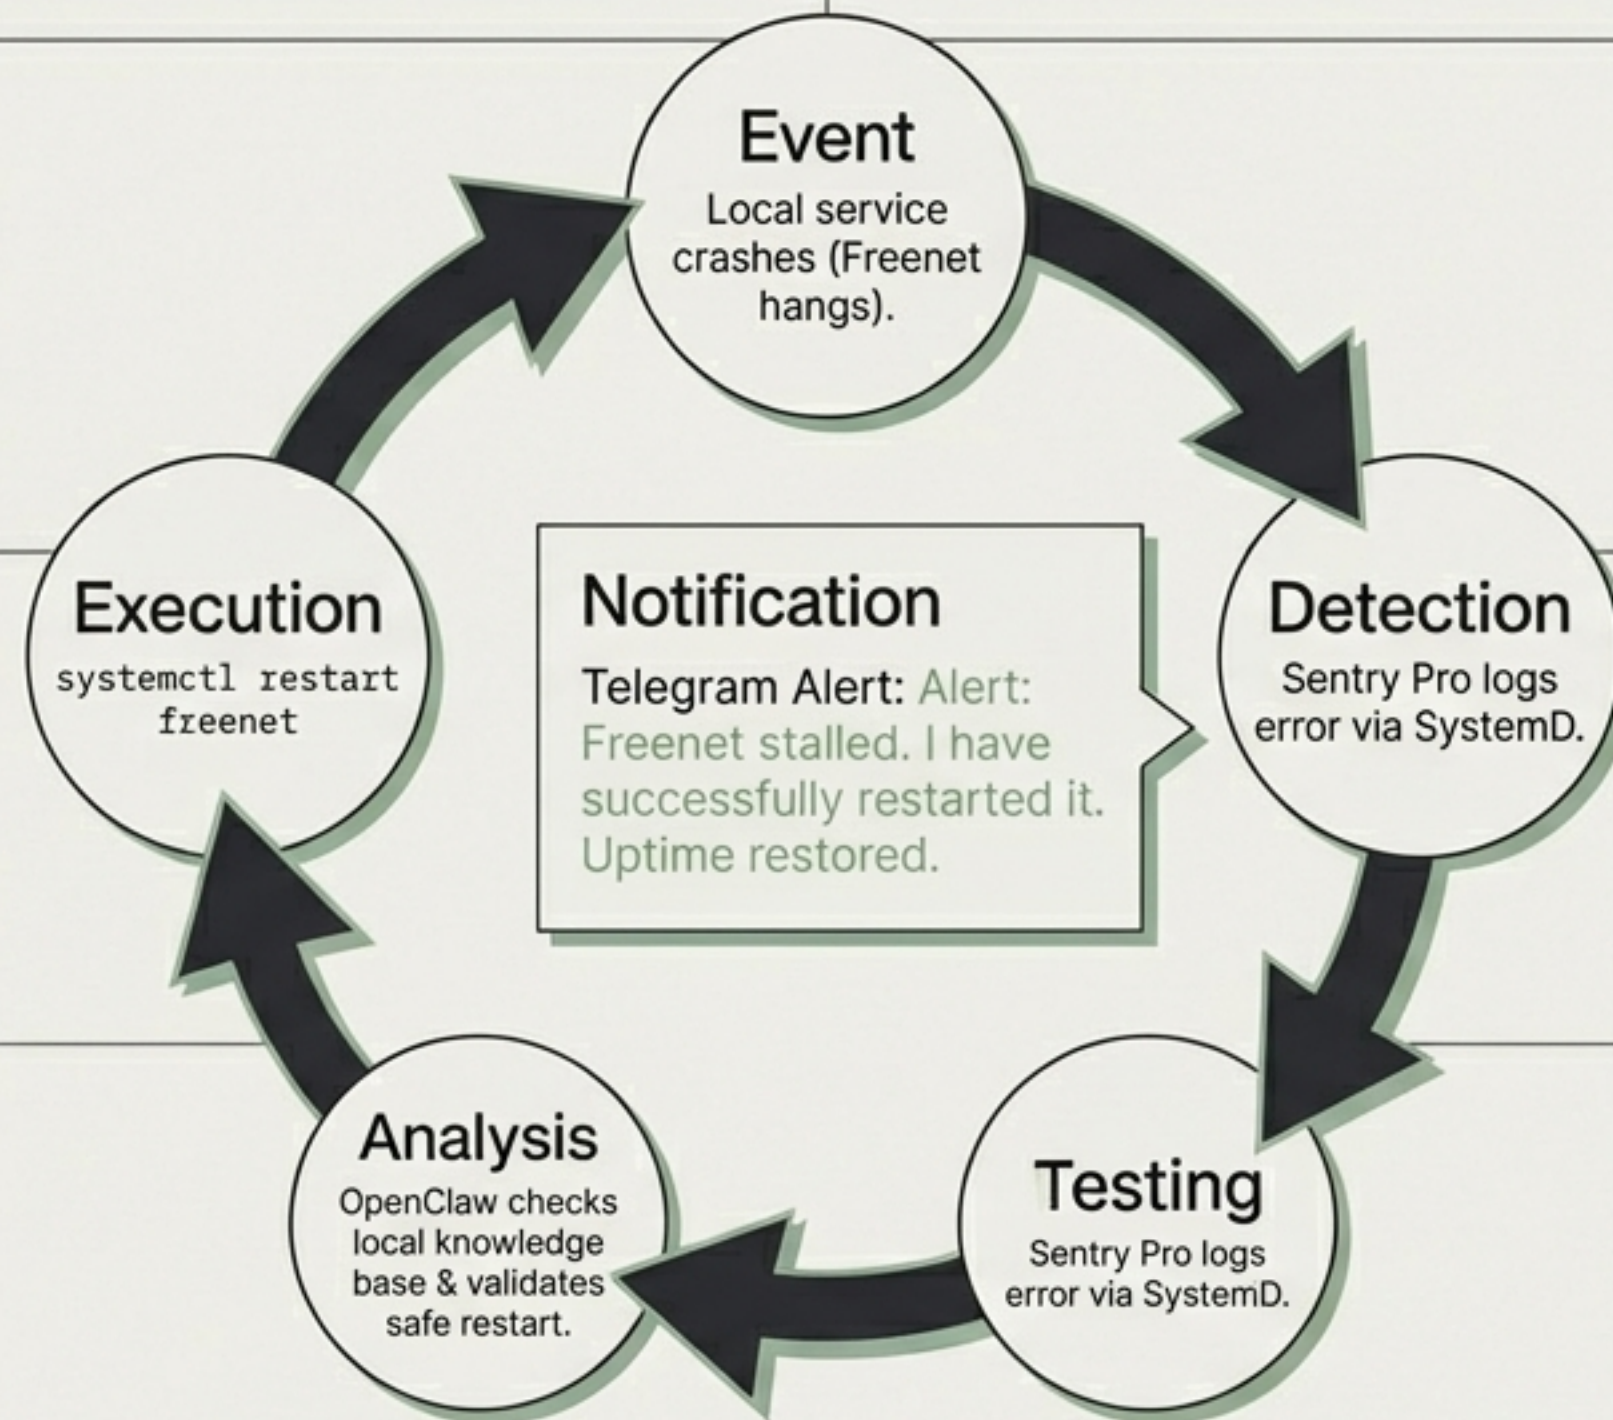 Event
Local service
crashes (Freenet
hangs).
Detection
Sentry Pro logs
error via SystemD.
Testing
Sentry Pro logs
error via SystemD.
Analysis
OpenClaw checks
local knowledge
base & validates
safe restart.
Execution
systemctl restart
freenet
Notification
Telegram Alert: Alert:
Freenet stalled. I have
successfully restarted it.
Uptime restored.